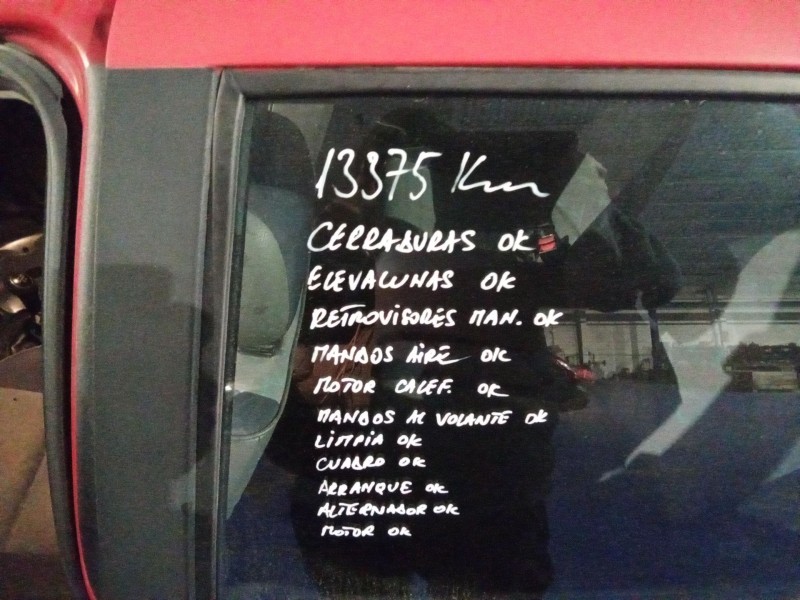 13375 Km
CERRADURAS OK
ELEVALUNAS OK
RETROVISORES MAN. OK
MANDOS AIRE OK
MOTOR CALEF. OK
MANDOS AL VOLANTE OK
LIMPIA OK
CUADRO OK
ARRANQUE OK
ALTERNADOR OK
MOTOR OK